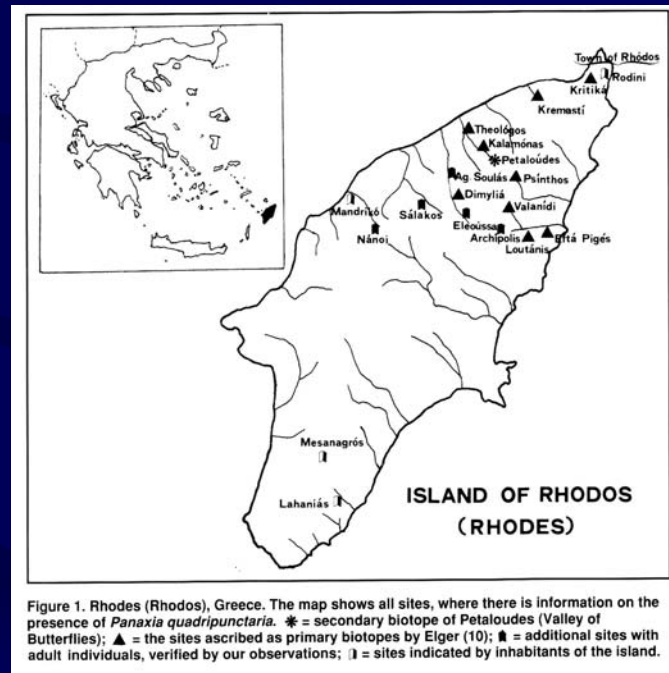 Town of Rhódos
Rodini
Kritiká
Kremastí
Theológos
Kalamónas
Petaloúdes
Ag. Soulás
Psínthos
Dimyliá
Mandrikó
Sálakos
Valanídi
Eleoússa
Nánoi
Archípolis
Eftá Pigés
Loutánis
Mesanagrós
Lahaniás
ISLAND OF RHODOS
(RHODES)
Figure 1. Rhodes (Rhodos), Greece. The map shows all sites, where there is information on the
presence of Panaxia quadripunctaria. ✳ = secondary biotope of Petaloudes (Valley of
Butterflies); ▲ = the sites ascribed as primary biotopes by Elger (10); = additional sites with
adult individuals, verified by our observations; = sites indicated by inhabitants of the island.